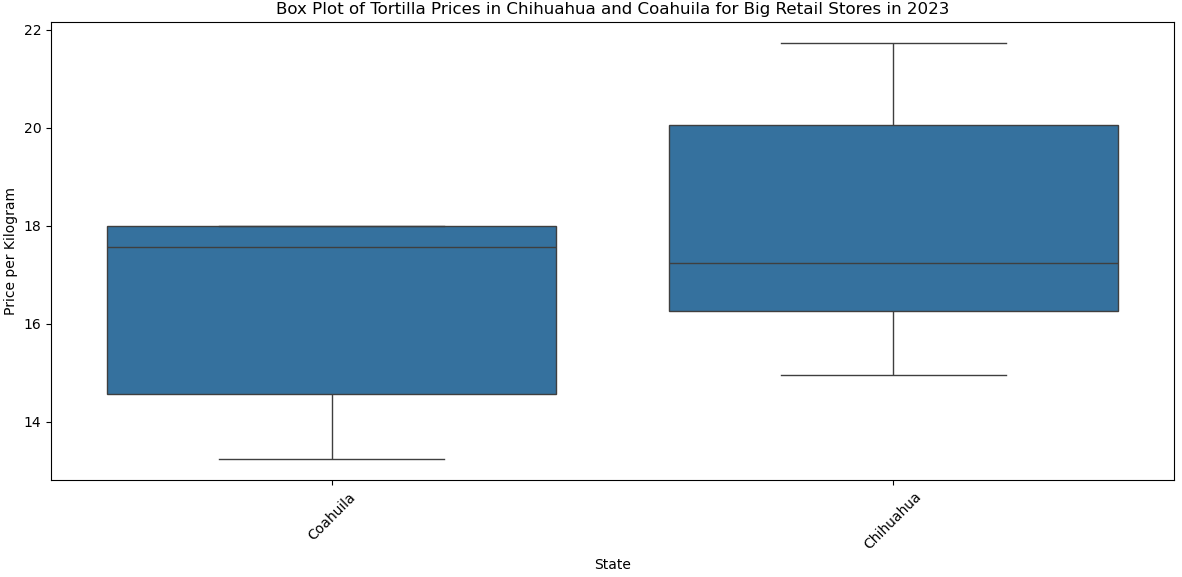 Box Plot of Tortilla Prices in Chihuahua and Coahuila for Big Retail Stores in 2023
22
20
18
16
14
Price per Kilogram
Coahuila
Chihuahua
State